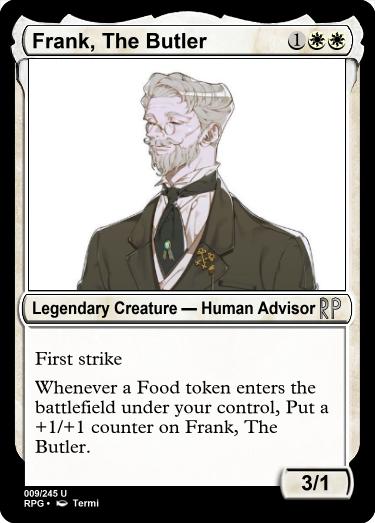 Frank, The Butler 1
Legendary Creature — Human Advisor RP
First strike
Whenever a Food token enters the
battlefield under your control, Put a
+1/+1 counter on Frank, The
Butler.
3/1
009/245 U
RPG • Termi